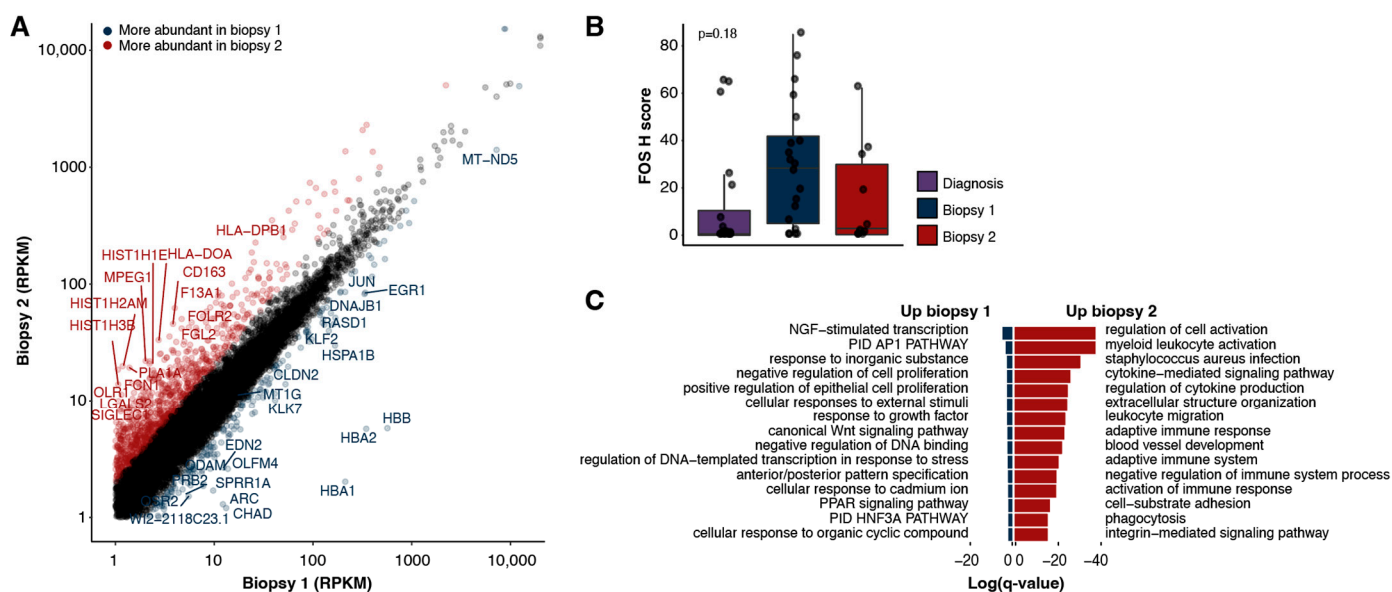 A
More abundant in biopsy 1
More abundant in biopsy 2
10,000
1000
100
10
1
Biopsy 2 (RPKM)
MT−ND5
HLA−DPB1
HIST1H1E
HLA−DOA
MPEG1
CD163
F13A1
HIST1H2AM
FOLR2
HIST1H3B
FGL2
PLA1A
FCN1
OLR1
LGALS2
JUN
EGR1
DNAJB1
RASD1
KLF2
HSPA1B
CLDN2
MT1G
KLK7
HBB
HBA2
EDN2
ODAM
OLFM4
PRB2
SPRR1A
HBA1
OSR2
ARC
CHAD
WI2−2118C23.1
1
10
100
1000
10,000
Biopsy 1 (RPKM)
B
p=0.18
80
60
40
20
0
FOS H score
Diagnosis
Biopsy 1
Biopsy 2
C
Up biopsy 1
Up biopsy 2
NGF−stimulated transcription
regulation of cell activation
PID AP1 PATHWAY
myeloid leukocyte activation
response to inorganic substance
staphylococcus aureus infection
negative regulation of cell proliferation
cytokine−mediated signaling pathway
positive regulation of epithelial cell proliferation
regulation of cytokine production
cellular responses to external stimuli
extracellular structure organization
response to growth factor
leukocyte migration
canonical Wnt signaling pathway
adaptive immune response
negative regulation of DNA binding
blood vessel development
regulation of DNA−templated transcription in response to stress
adaptive immune system
anterior/posterior pattern specification
negative regulation of immune system process
cellular response to cadmium ion
activation of immune response
PPAR signaling pathway
cell−substrate adhesion
PID HNF3A PATHWAY
phagocytosis
cellular response to organic cyclic compound
integrin−mediated signaling pathway
−20
0
0
−20
−40
Log(q-value)